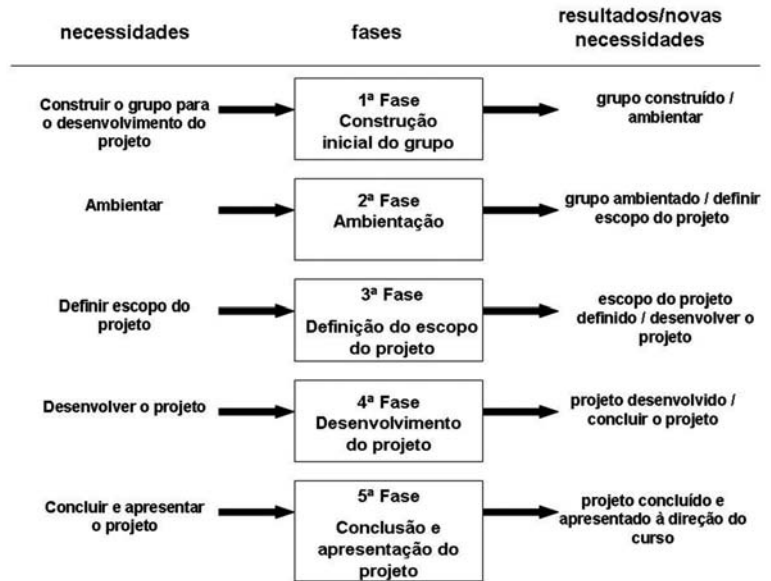 necessidades
fases
resultados/novas
necessidades
Construir o grupo para
o desenvolvimento do
projeto
1ª Fase
Construção
inicial do grupo
grupo construído /
ambientar
Ambientar
2ª Fase
Ambientação
grupo ambientado / definir
escopo do projeto
Definir escopo do
projeto
3ª Fase
Definição do escopo
do projeto
escopo do projeto
definido / desenvolver o
projeto
Desenvolver o projeto
4ª Fase
Desenvolvimento
do projeto
projeto desenvolvido /
concluir o projeto
Concluir e apresentar
o projeto
5ª Fase
Conclusão e
apresentação do
projeto
projeto concluído e
apresentado à direção do
curso